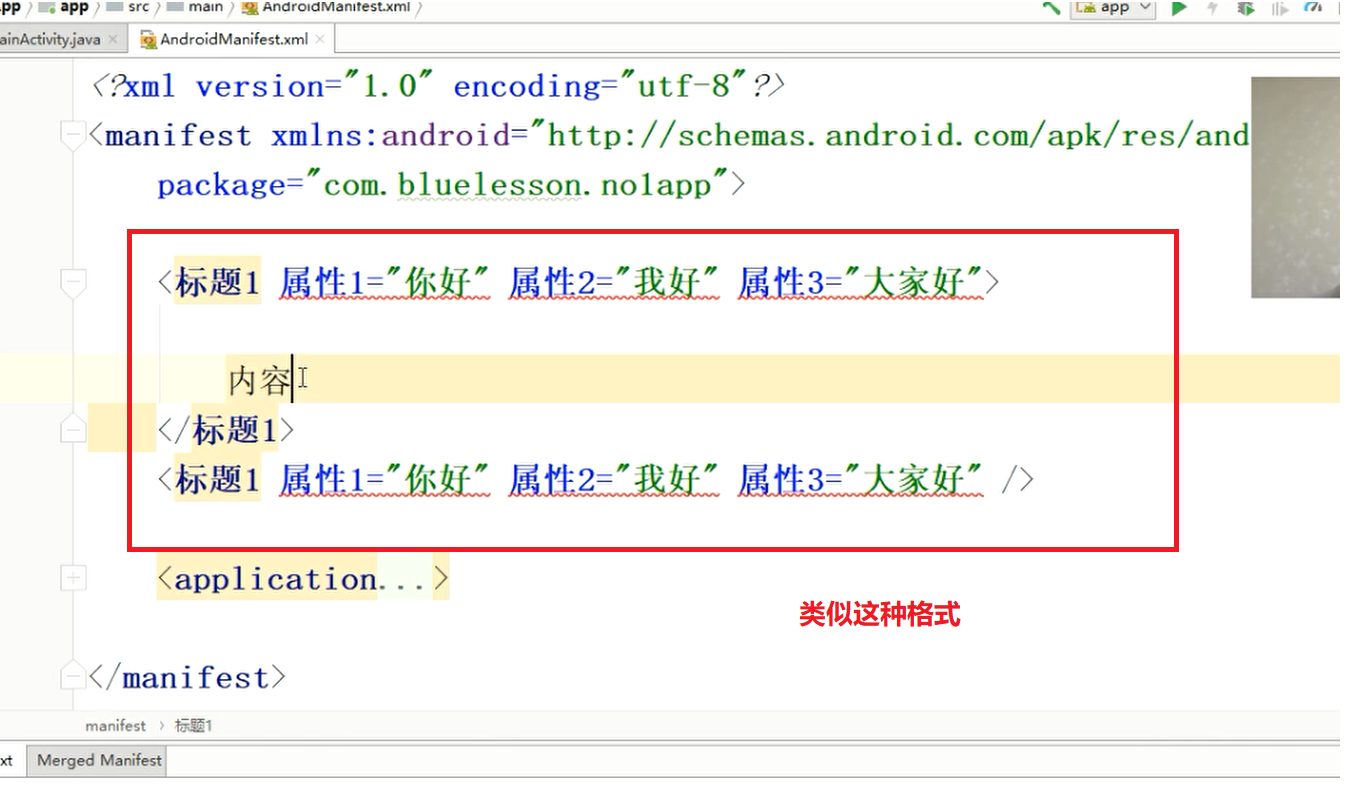 app
src
main
AndroidManifest.xml
app
ainActivity.java
AndroidManifest.xml
<?xml version="1.0" encoding="utf-8"?>
<manifest xmlns:android="http://schemas.android.com/apk/res/and
package="com.bluelesson.no1app">
<标题1 属性1="你好" 属性2="我好" 属性3="大家好">
内容
</标题1>
<标题1 属性1="你好" 属性2="我好" 属性3="大家好" />
<application...>
类似这种格式
</manifest>
manifest 标题1
xt Merged Manifest